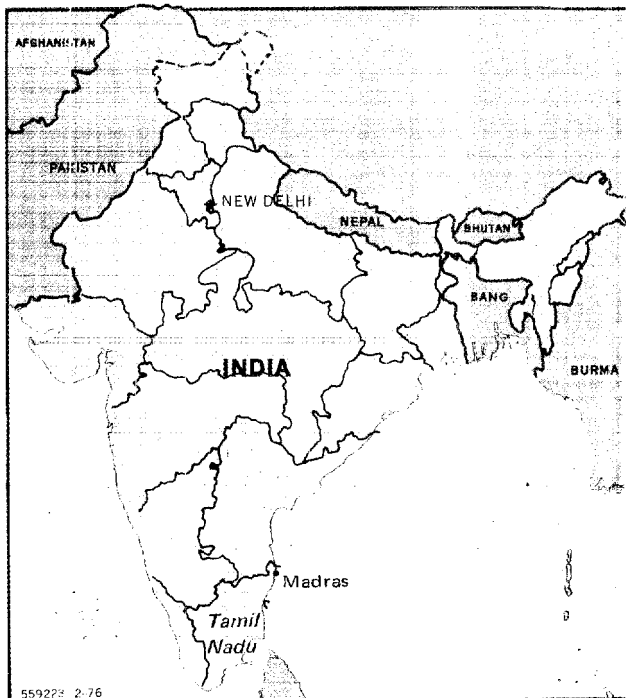 AFGHANISTAN
PAKISTAN
NEW DELHI
NEPAL
BHUTAN
BANG
INDIA
BURMA
Madras
Tamil
Nadu
559223 2-76